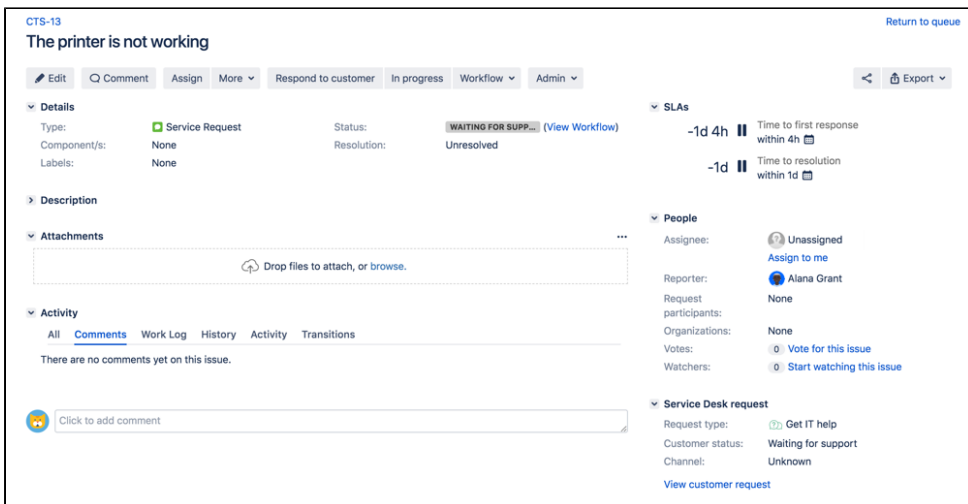 CTS-13
Return to queue
The printer is not working
Edit Comment Assign More Respond to customer In progress Workflow Admin Export
Details
Type: Service Request Status: WAITING FOR SUPP... (View Workflow)
Component/s: None Resolution: Unresolved
Labels: None
Description
Attachments
Drop files to attach, or browse.
Activity
All Comments Work Log History Activity Transitions
There are no comments yet on this issue.
Click to add comment
SLAs
-1d 4h Time to first response
within 4h
-1d Time to resolution
within 1d
People
Assignee: Unassigned
Assign to me
Reporter: Alana Grant
Request None
participants:
Organizations: None
Votes: 0 Vote for this issue
Watchers: 0 Start watching this issue
Service Desk request
Request type: Get IT help
Customer status: Waiting for support
Channel: Unknown
View customer request